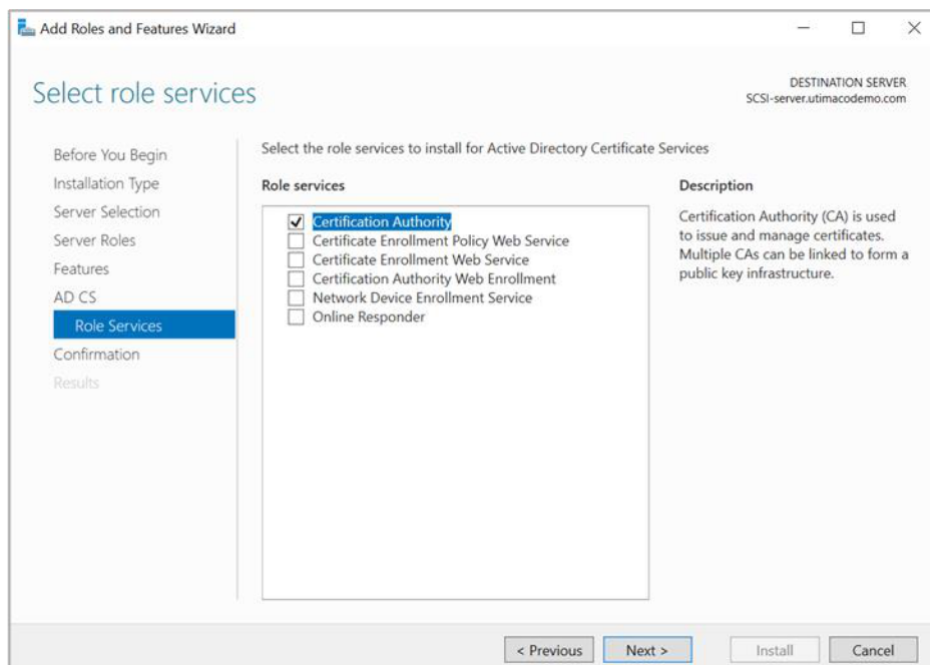 Add Roles and Features Wizard
Select role services
DESTINATION SERVER
SCSI-server.utimacodemo.com
Before You Begin
Installation Type
Server Selection
Server Roles
Features
AD CS
Role Services
Confirmation
Results
Select the role services to install for Active Directory Certificate Services
Role services
Certification Authority
Certificate Enrollment Policy Web Service
Certificate Enrollment Web Service
Certification Authority Web Enrollment
Network Device Enrollment Service
Online Responder
Description
Certification Authority (CA) is used
to issue and manage certificates.
Multiple CAs can be linked to form a
public key infrastructure.
< Previous
Next >
Install
Cancel